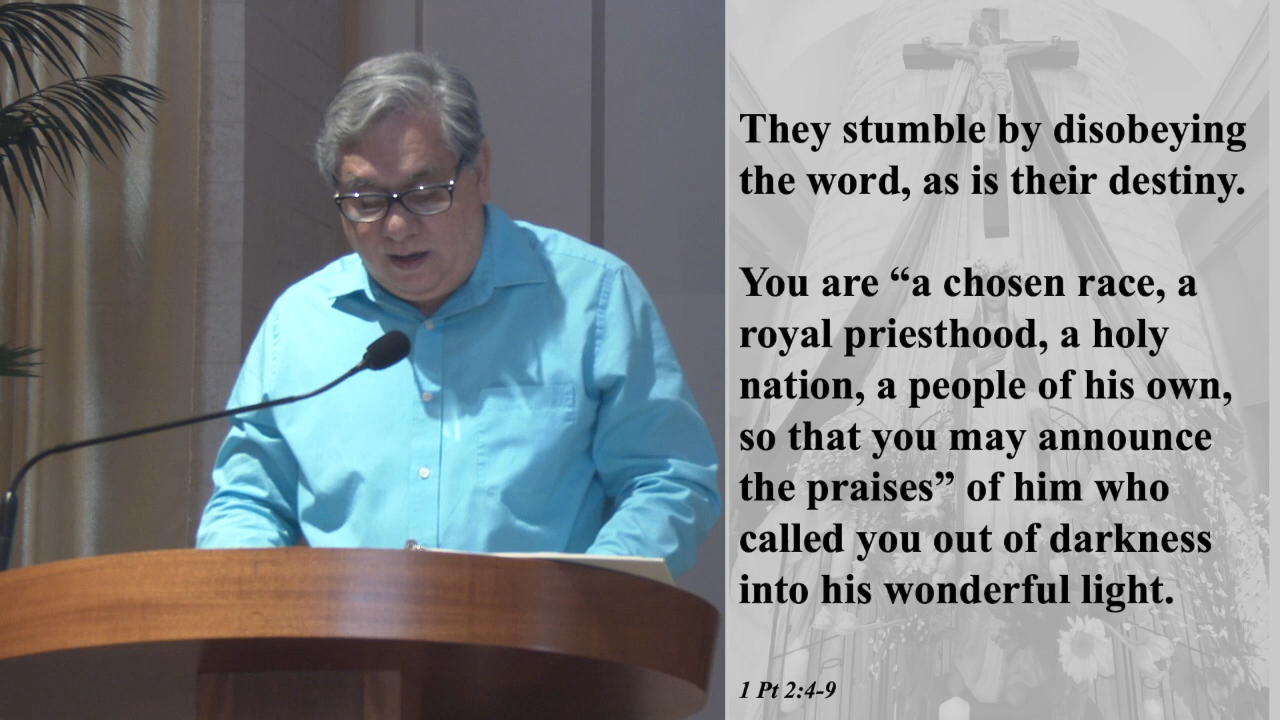 They stumble by disobeying
the word, as is their destiny.
You are “a chosen race, a
royal priesthood, a holy
nation, a people of his own,
so that you may announce
the praises” of him who
called you out of darkness
into his wonderful light.
1 Pt 2:4-9